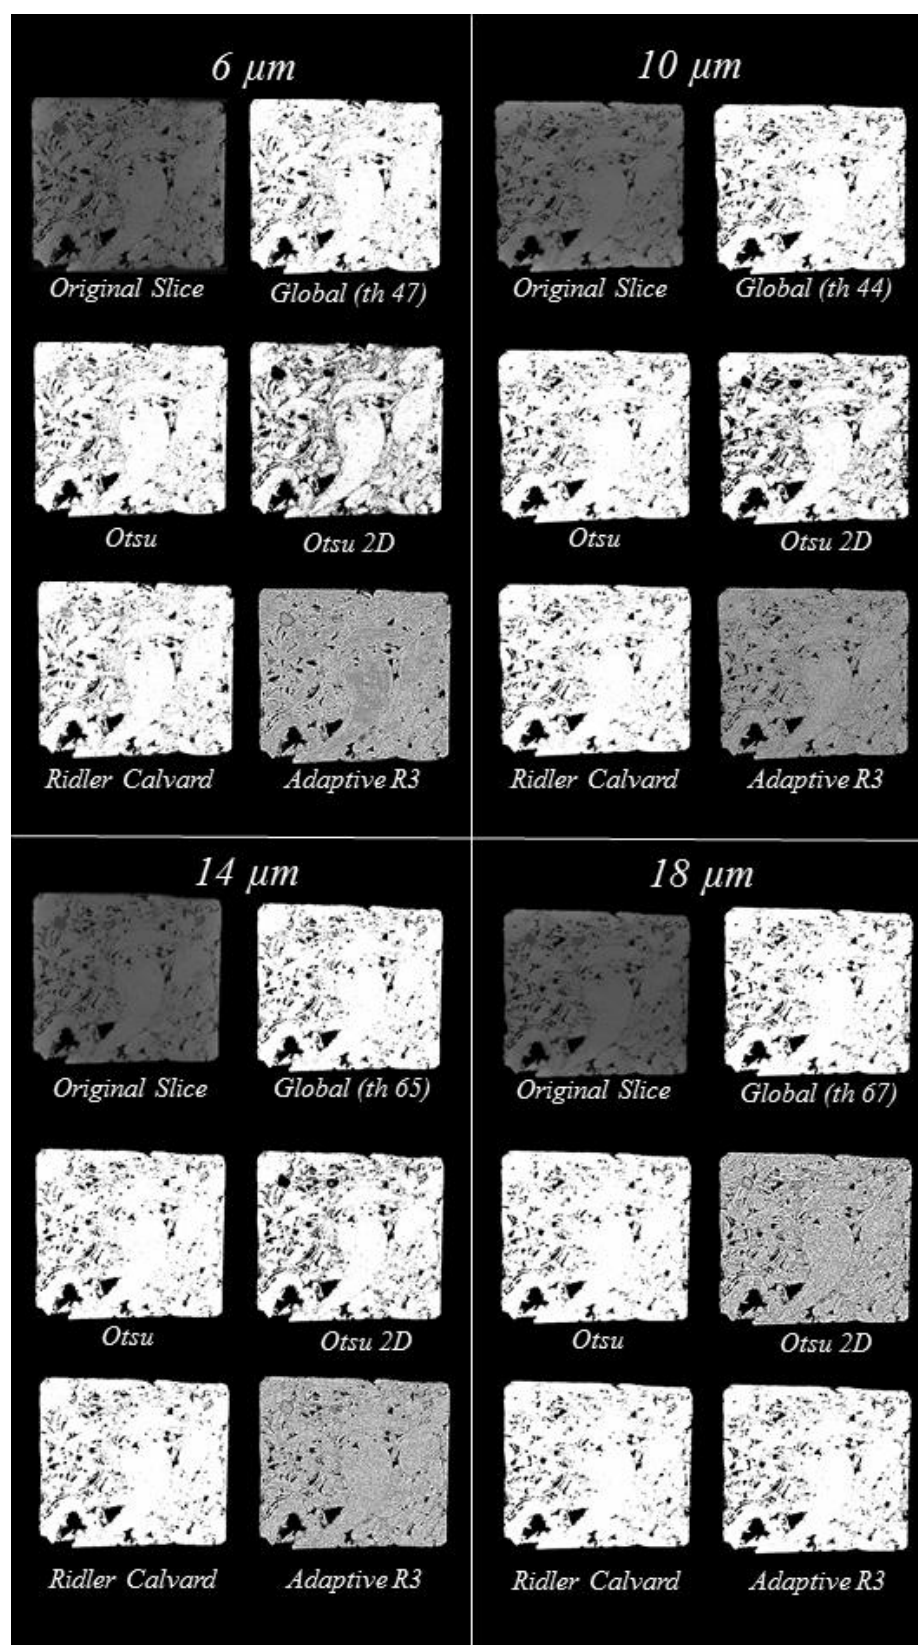 6 μm
Original Slice
Global (th 47)
Otsu
Otsu 2D
Ridler Calvard
Adaptive R3
10 μm
Original Slice
Global (th 44)
Otsu
Otsu 2D
Ridler Calvard
Adaptive R3
14 μm
Original Slice
Global (th 65)
Otsu
Otsu 2D
Ridler Calvard
Adaptive R3
18 μm
Original Slice
Global (th 67)
Otsu
Otsu 2D
Ridler Calvard
Adaptive R3